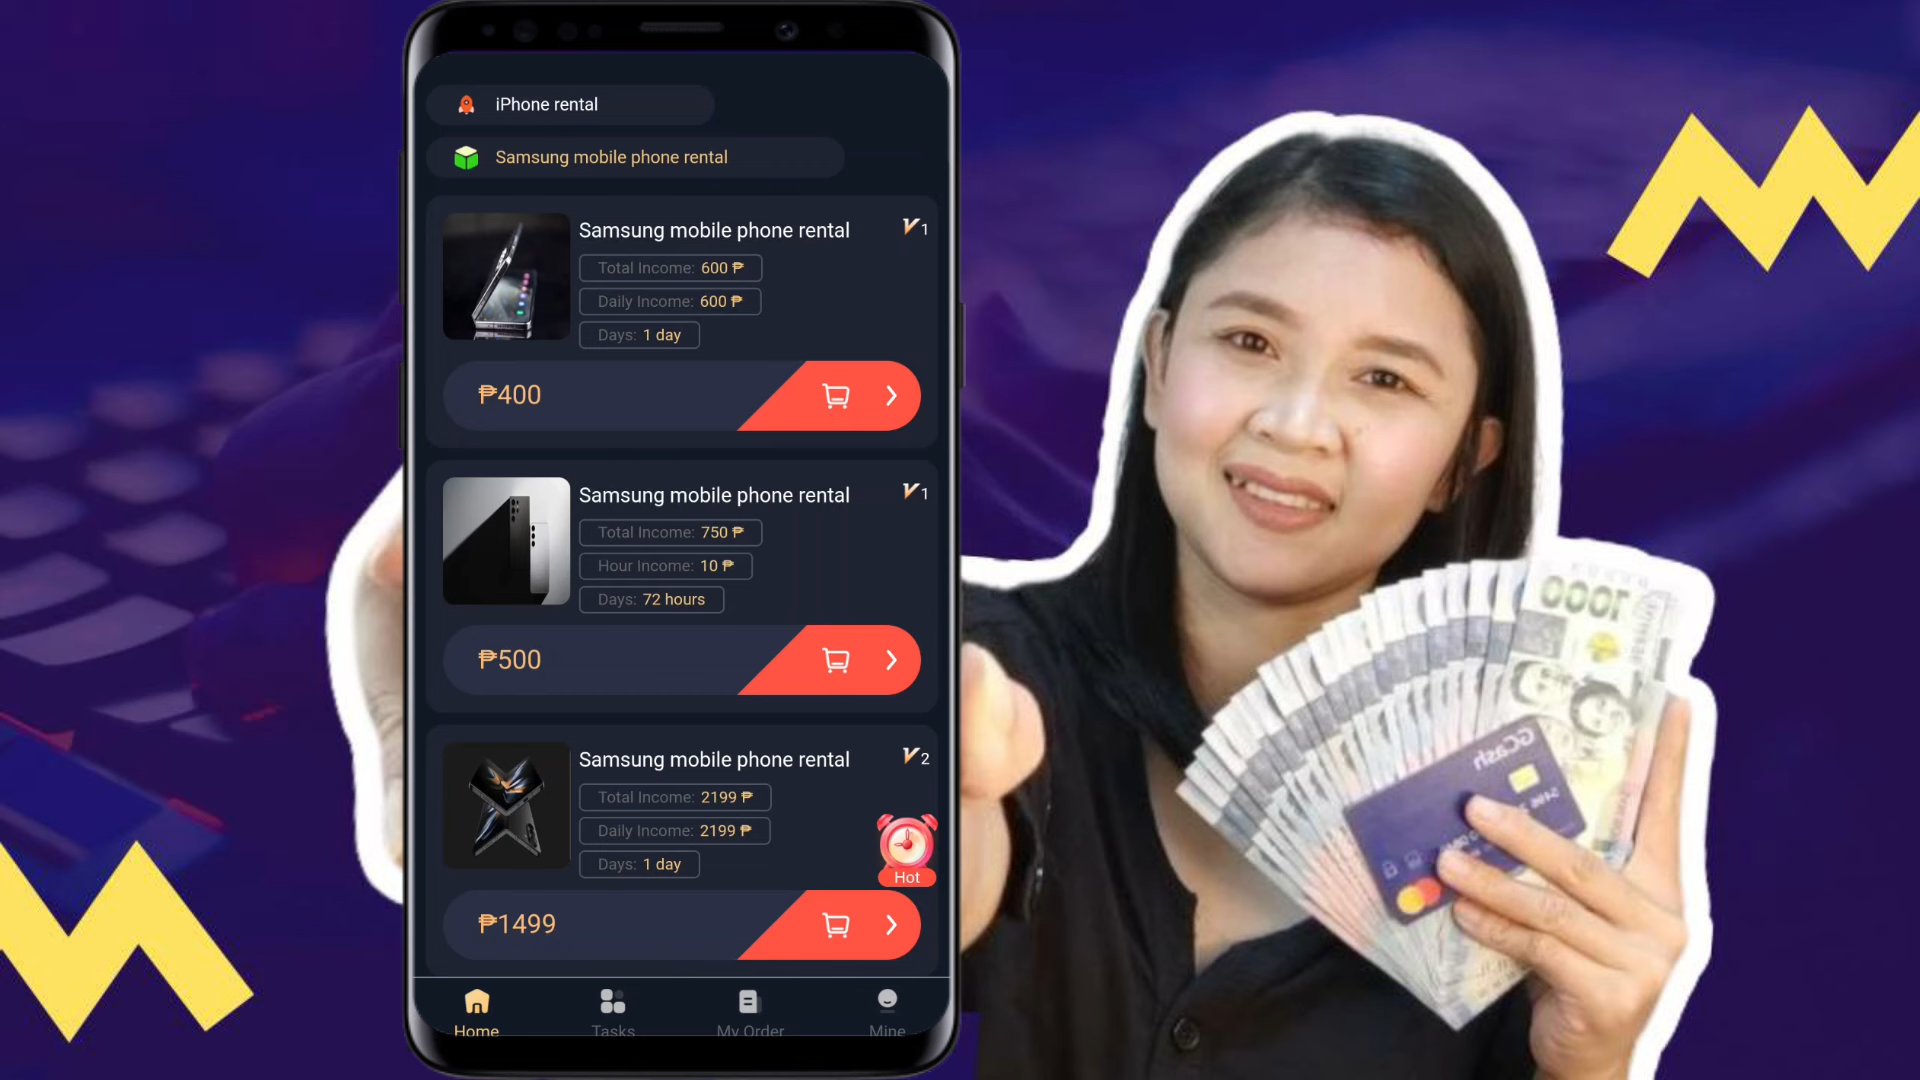 iPhone rental
Samsung mobile phone rental
Samsung mobile phone rental
V1
Total Income: 600 ₱
Daily Income: 600 ₱
Days: 1 day
₱400
Samsung mobile phone rental
V1
Total Income: 750 ₱
Hour Income: 10 ₱
Days: 72 hours
₱500
Samsung mobile phone rental
V2
Total Income: 2199 ₱
Daily Income: 2199 ₱
Days: 1 day
Hot
₱1499
Home
Tasks
My Order
Mine
1000
GCash